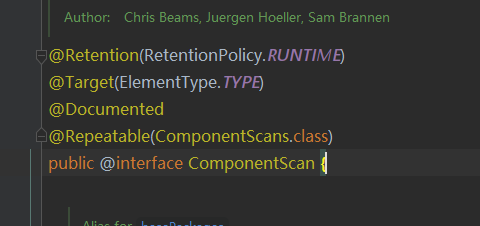 Author: Chris Beams, Juergen Hoeller, Sam Brannen
@Retention(RetentionPolicy.RUNTIME)
@Target(ElementType.TYPE)
@Documented
@Repeatable(ComponentScans.class)
public @interface ComponentScan {
Alias for basePackages